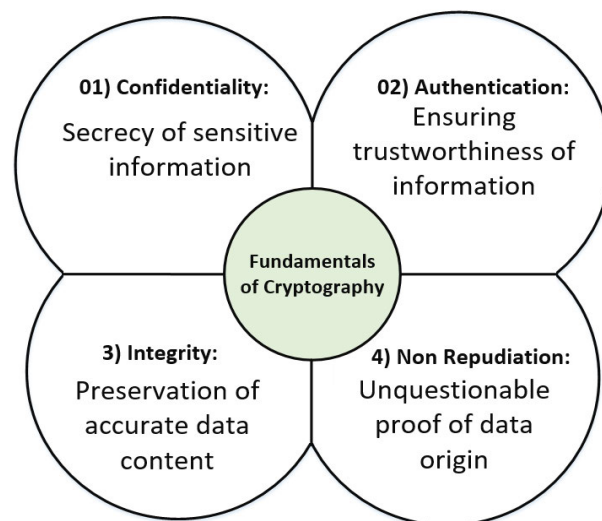 01) Confidentiality:
Secrecy of sensitive
information
02) Authentication:
Ensuring
trustworthiness of
information
Fundamentals
of Cryptography
3) Integrity:
Preservation of
accurate data
content
4) Non Repudiation:
Unquestionable
proof of data
origin